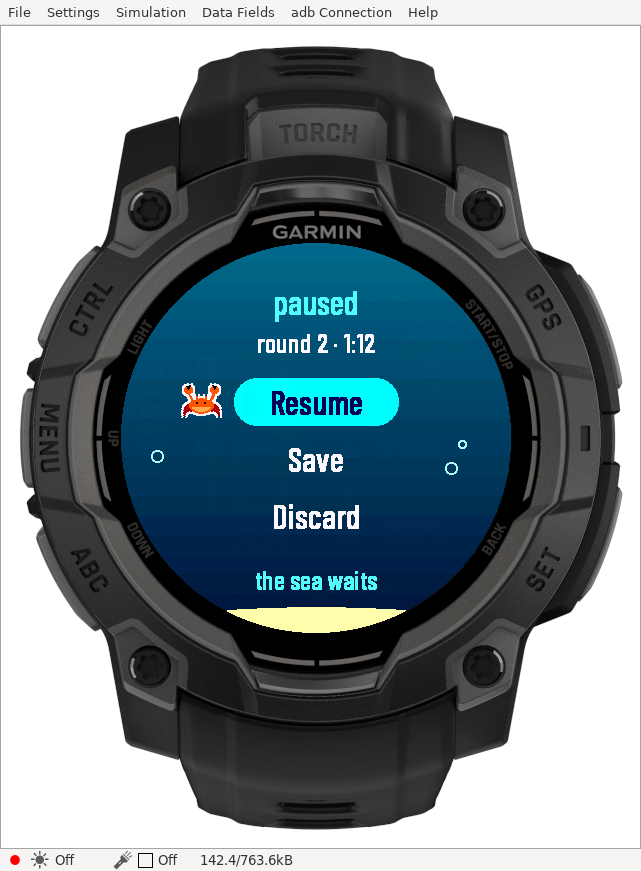 File Settings Simulation Data Fields adb Connection Help
TORCH
GARMIN
CTRL
LIGHT
GPS
START/STOP
MENU
UP
ABC
DOWN
SET
BACK
paused
round 2 · 1:12
Resume
Save
Discard
the sea waits
Off Off 142.4/763.6kB